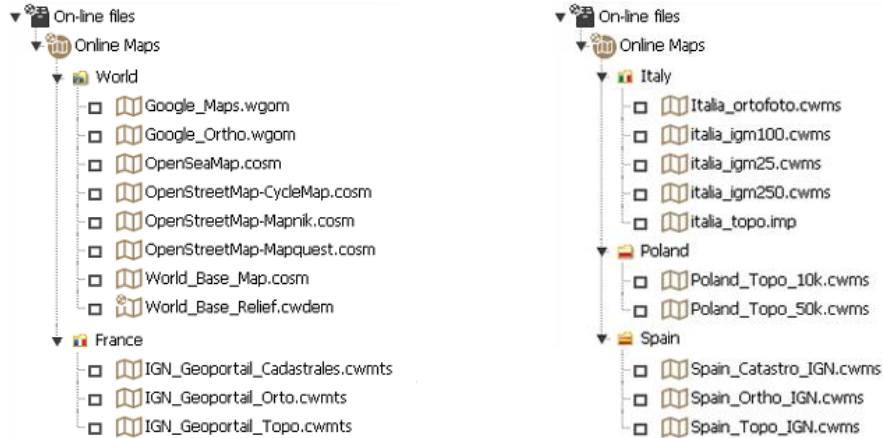 On-line files
Online Maps
World
Google_Maps.wgom
Google_Ortho.wgom
OpenSeaMap.cosm
OpenStreetMap-CycleMap.cosm
OpenStreetMap-Mapnik.cosm
OpenStreetMap-Mapquest.cosm
World_Base_Map.cosm
World_Base_Relief.cwdem
France
IGN_Geoportail_Cadastrales.cwmts
IGN_Geoportail_Orto.cwmts
IGN_Geoportail_Topo.cwmts
On-line files
Online Maps
Italy
Italia_ortofoto.cwms
italia_igm100.cwms
italia_igm25.cwms
italia_igm250.cwms
italia_topo.imp
Poland
Poland_Topo_10k.cwms
Poland_Topo_50k.cwms
Spain
Spain_Catastro_IGN.cwms
Spain_Ortho_IGN.cwms
Spain_Topo_IGN.cwms